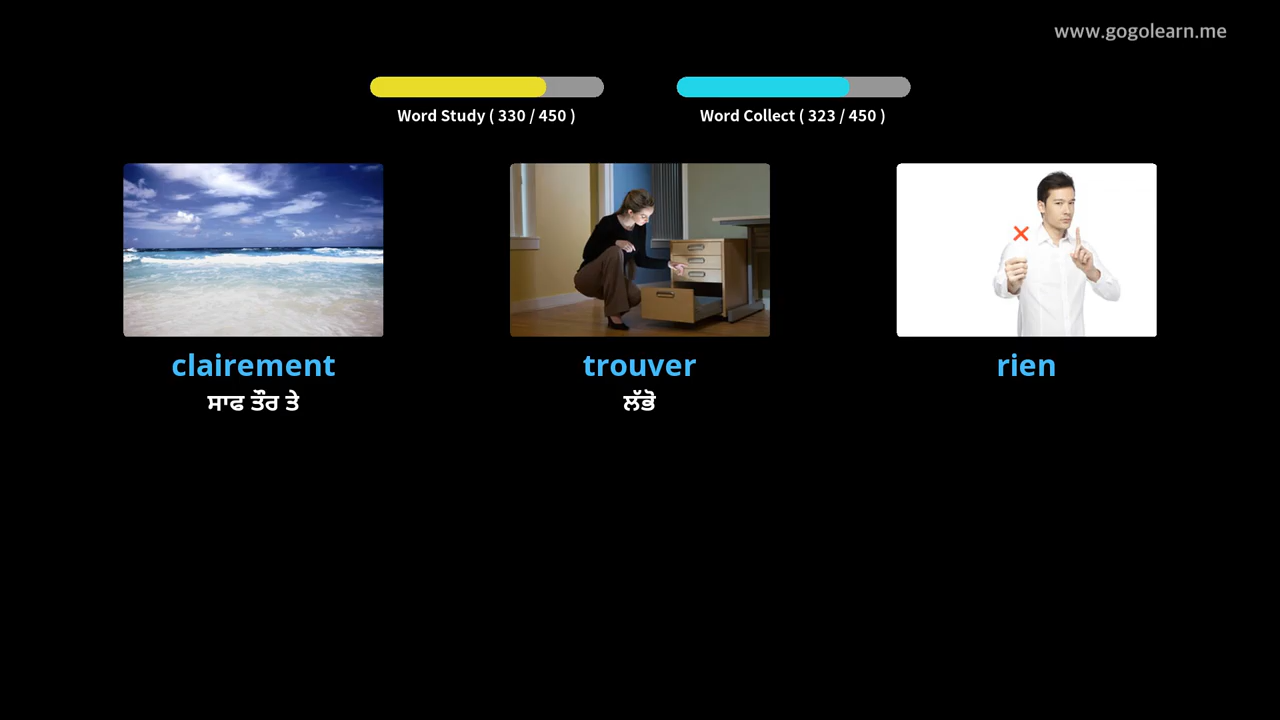 www.gogolearn.me
Word Study ( 330 / 450 )
Word Collect ( 323 / 450 )
clairement
ਸਾਫ ਤੌਰ ਤੇ
trouver
ਲੱਭੋ
rien